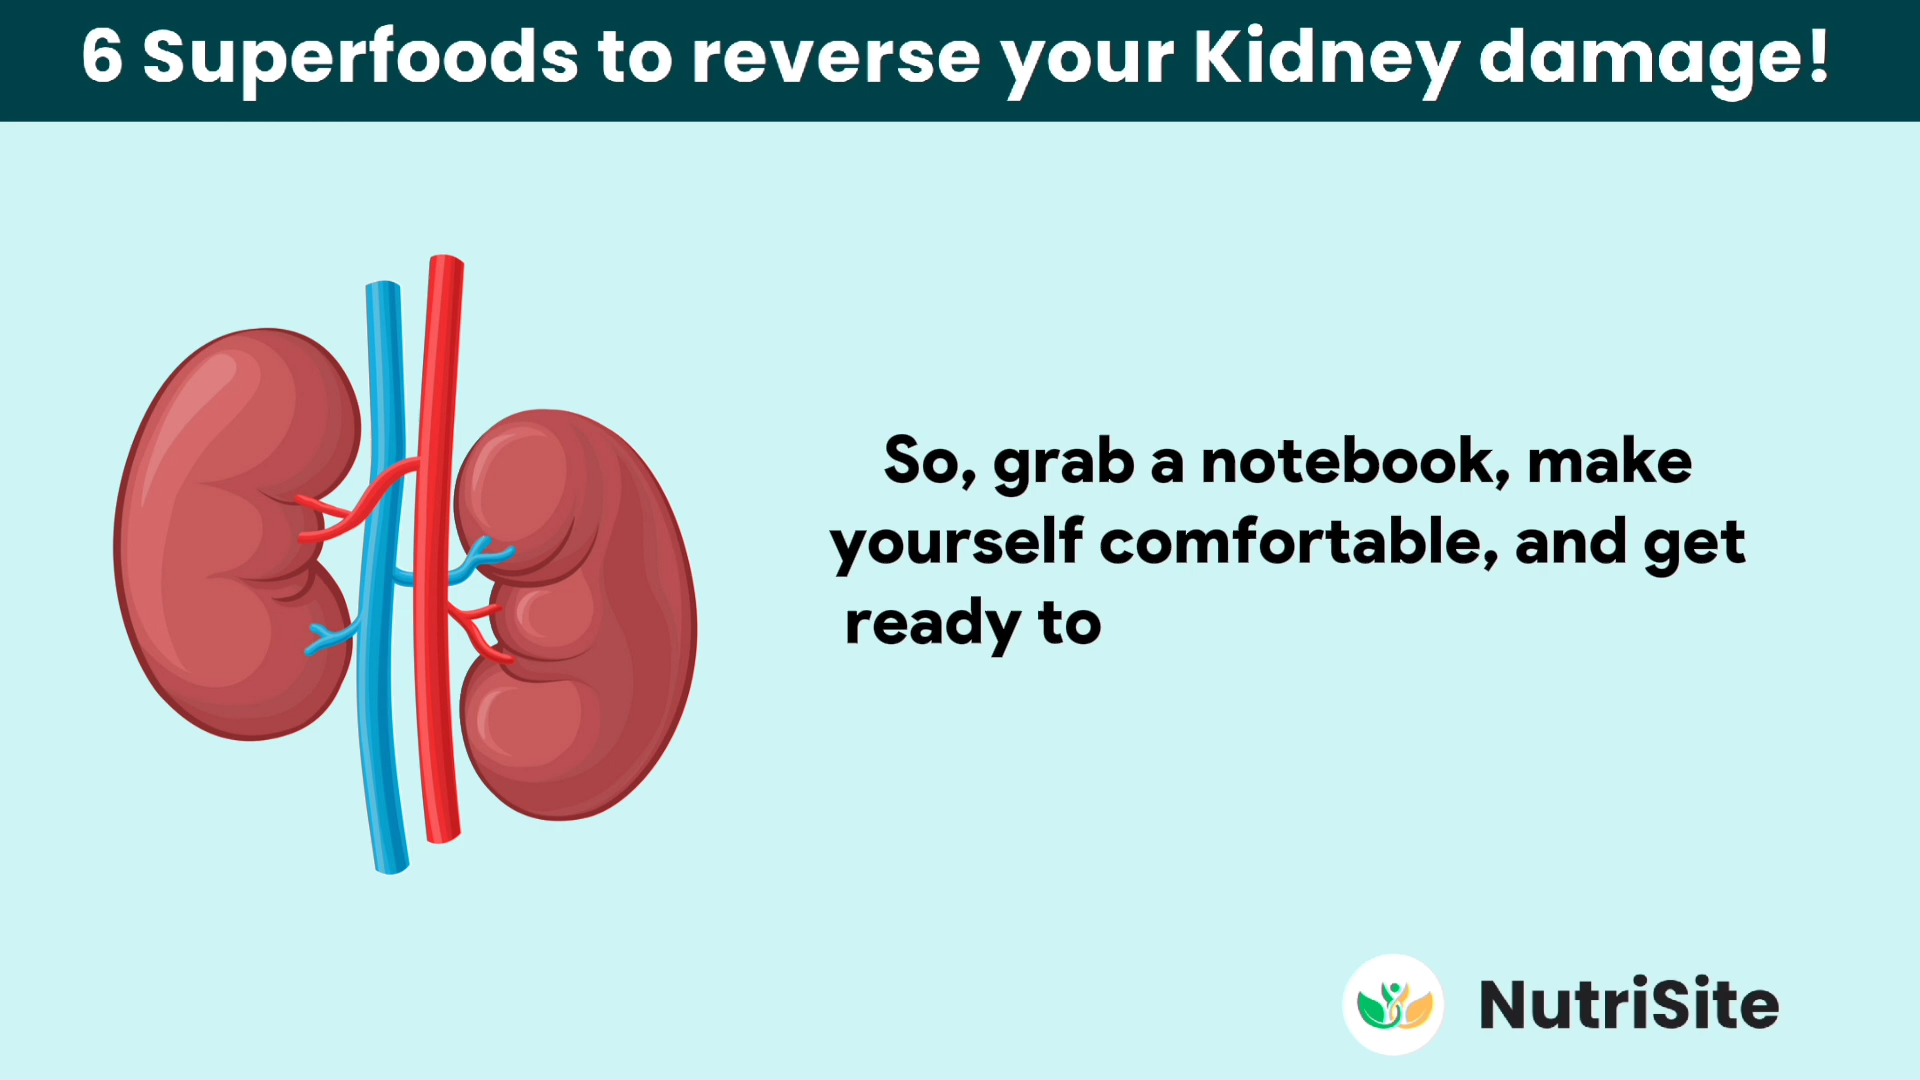 6 Superfoods to reverse your Kidney damage!
So, grab a notebook, make
yourself comfortable, and get
ready to
NutriSite